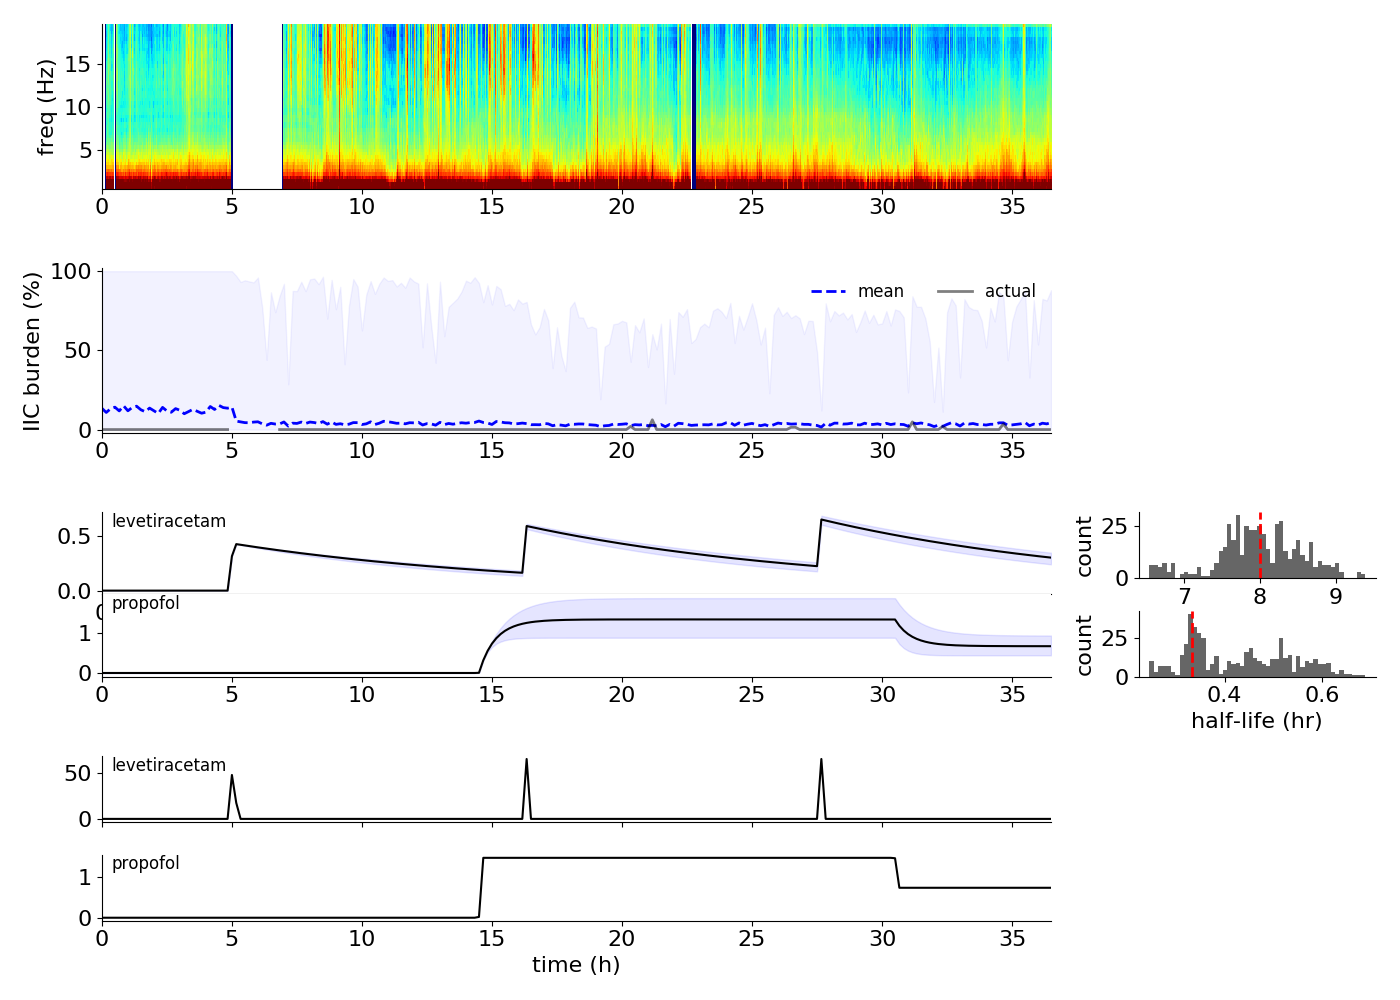 freq (Hz)
15
10
5
0 5 10 15 20 25 30 35
IIC burden (%)
100
50
0
mean actual
0 5 10 15 20 25 30 35
levetiracetam
0.5
0.0
0
count
25
0
7 8 9
propofol
1
0
0 5 10 15 20 25 30 35
count
25
0
0.4 0.6
half-life (hr)
levetiracetam
50
0
propofol
1
0
0 5 10 15 20 25 30 35
time (h)